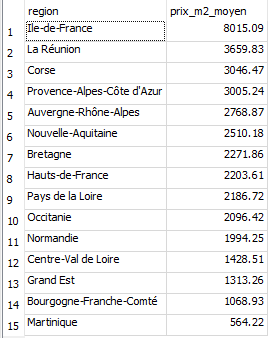 region prix_m2_moyen
1 Ile-de-France 8015.09
2 La Réunion 3659.83
3 Corse 3046.47
4 Provence-Alpes-Côte d'Azur 3005.24
5 Auvergne-Rhône-Alpes 2768.87
6 Nouvelle-Aquitaine 2510.18
7 Bretagne 2271.86
8 Hauts-de-France 2203.61
9 Pays de la Loire 2186.72
10 Occitanie 2096.42
11 Normandie 1994.25
12 Centre-Val de Loire 1428.51
13 Grand Est 1313.26
14 Bourgogne-Franche-Comté 1068.93
15 Martinique 564.22